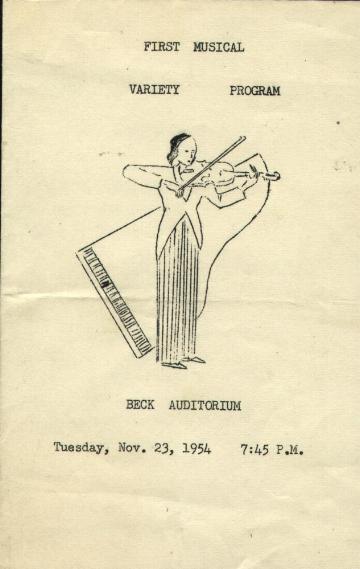 FIRST MUSICAL
VARIETY PROGRAM
BECK AUDITORIUM
Tuesday, Nov. 23, 1954 7:45 P.M.